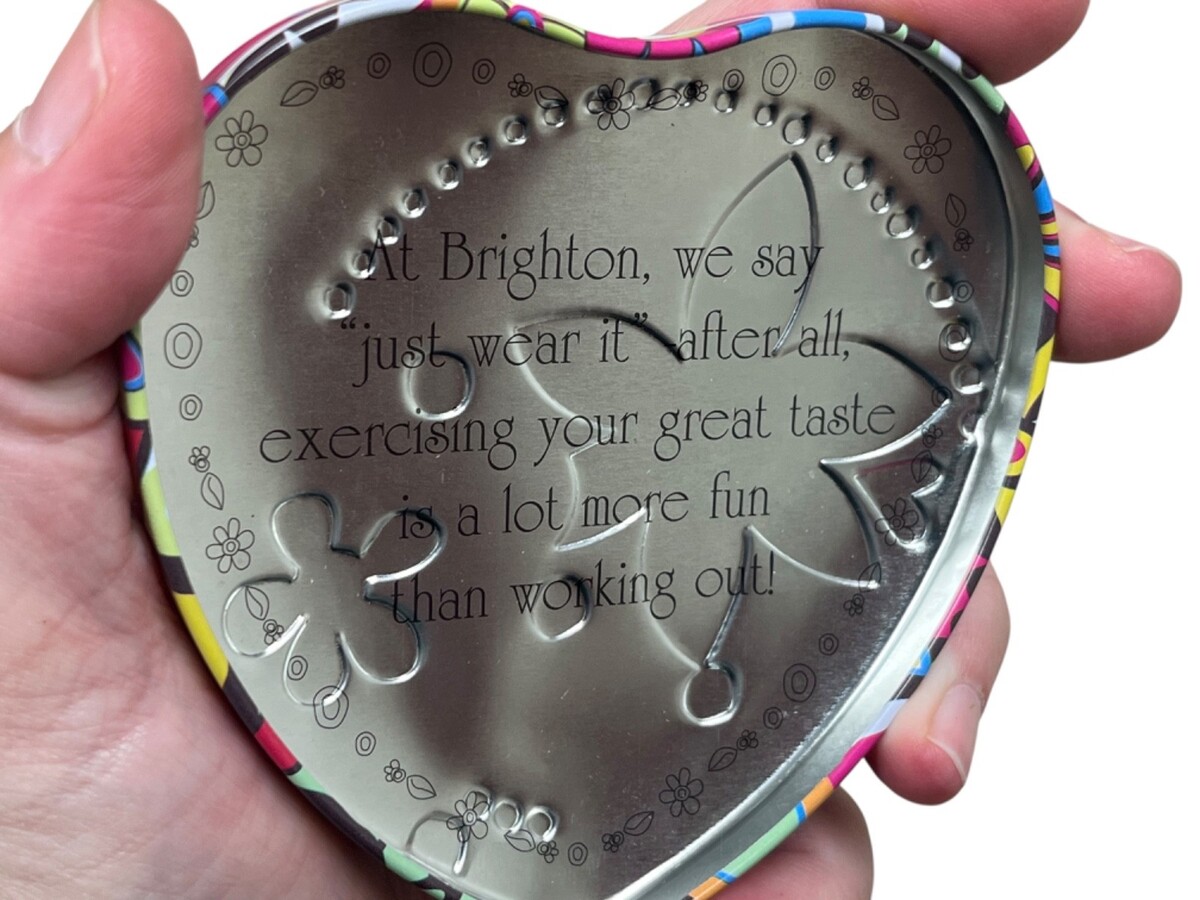 At Brighton, we say
“just wear it” -after all,
exercising your great taste
is a lot more fun
than working out!